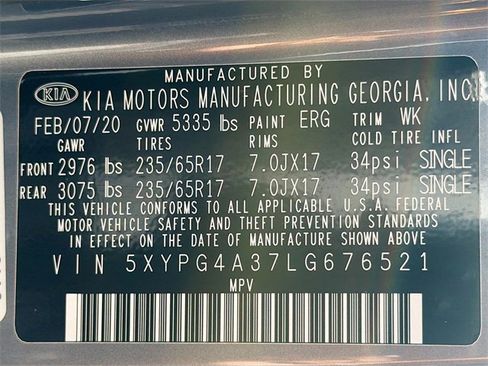 MANUFACTURED BY
KIA KIA MOTORS MANUFACTURING GEORGIA, INC.
FEB/07/20 GVWR 5335 lbs PAINT ERG TRIM WK
GAWR TIRES RIMS COLD TIRE INFL
FRONT 2976 lbs 235/65R17 7.0JX17 34psi SINGLE
REAR 3075 lbs 235/65R17 7.0JX17 34psi SINGLE
THIS VEHICLE CONFORMS TO ALL APPLICABLE U.S.A. FEDERAL
MOTOR VEHICLE SAFETY AND THEFT PREVENTION STANDARDS
IN EFFECT ON THE DATE OF MANUFACTURE SHOWN ABOVE.
VIN 5XYPG4A37LG676521
MPV